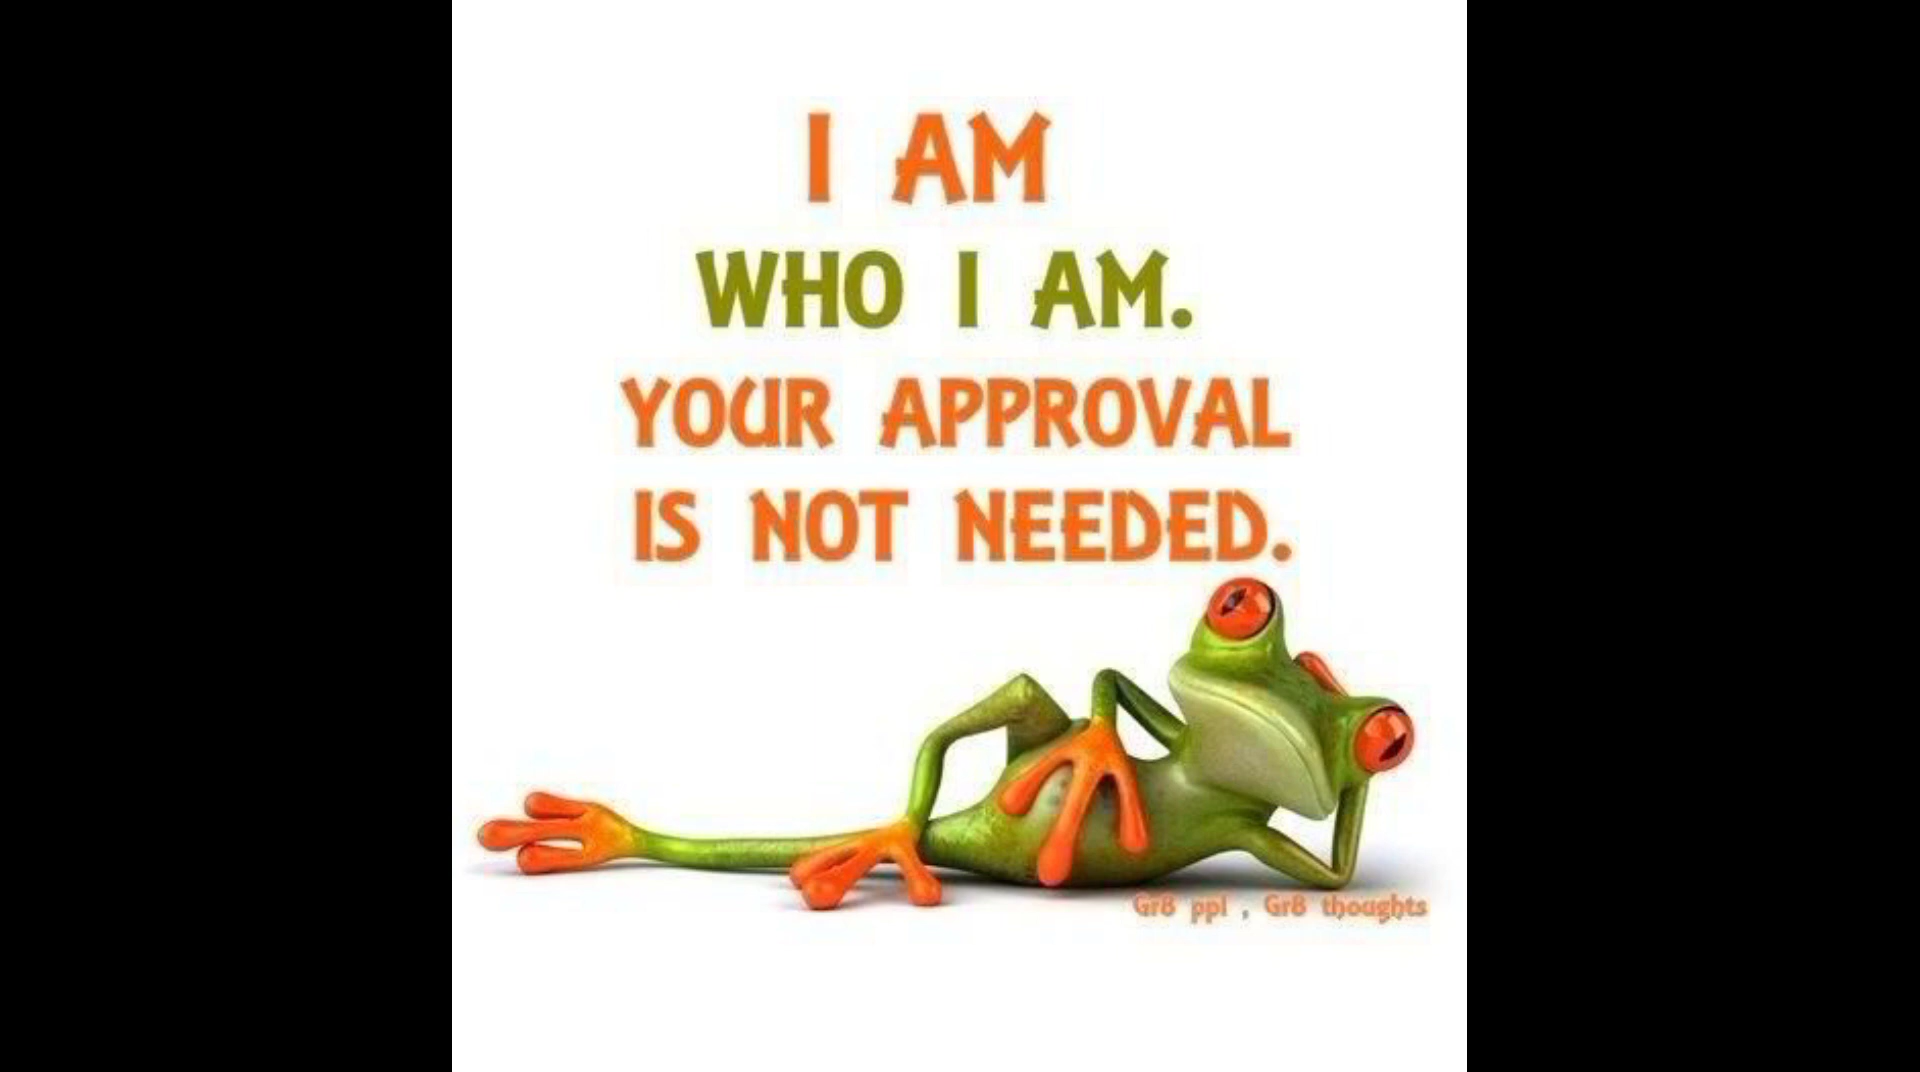 I AM
WHO I AM.
YOUR APPROVAL
IS NOT NEEDED.
Gr8 ppl , Gr8 thoughts